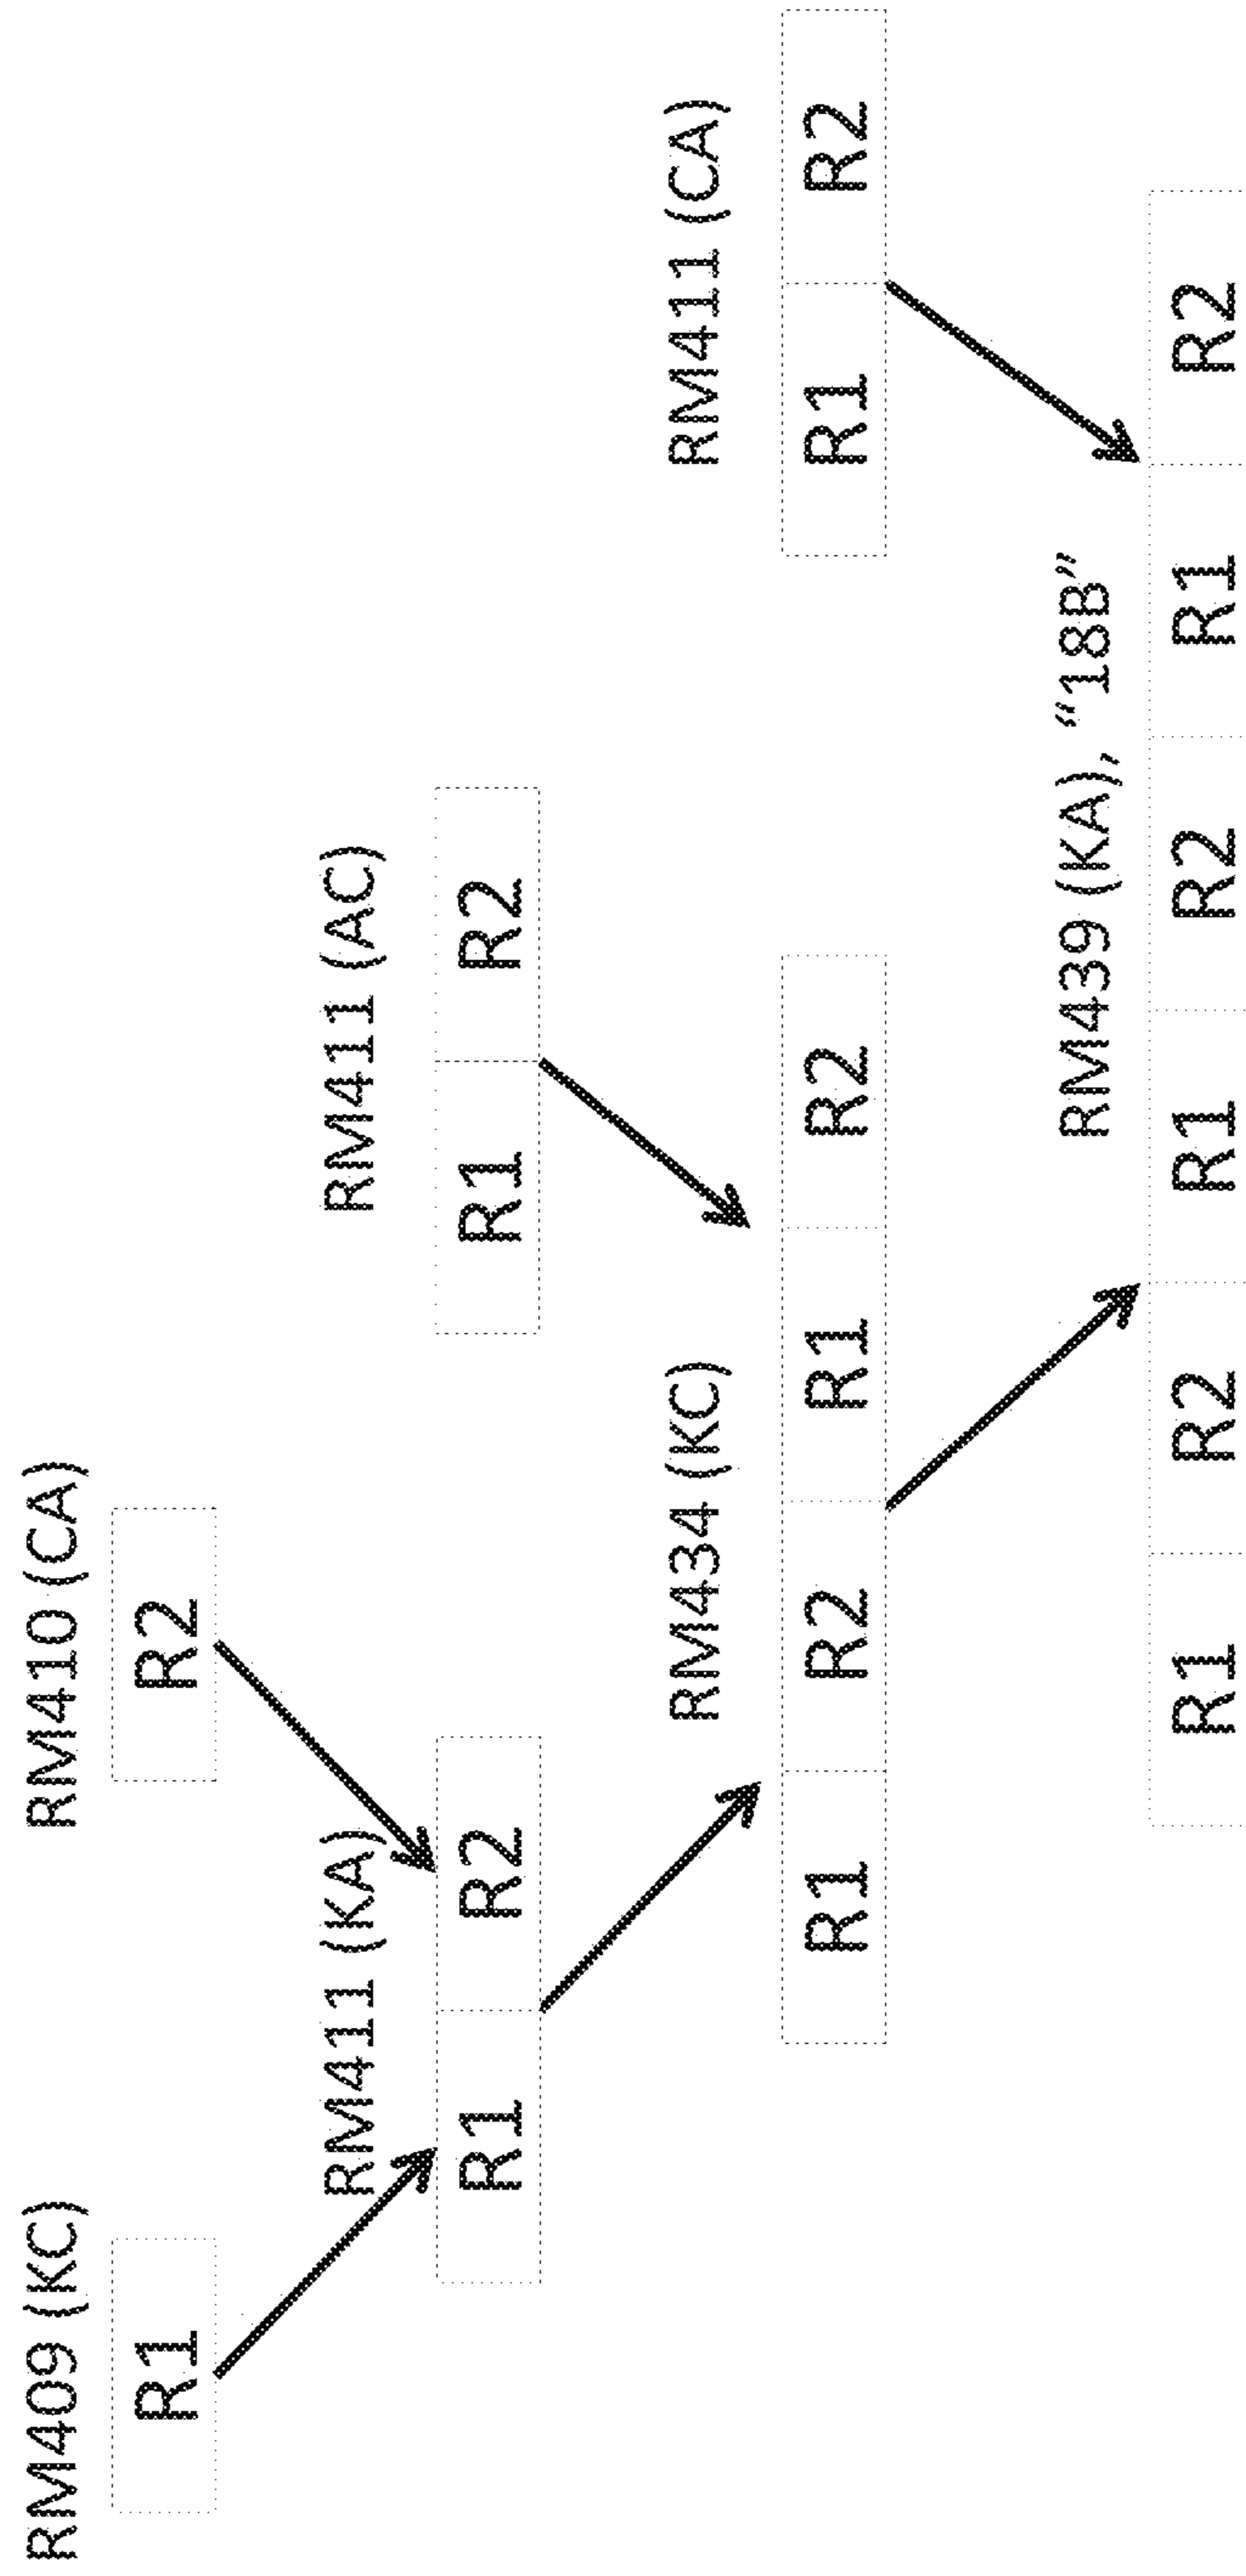 RM409 (KC)
RM410 (CA)
R1
R2
RM411 (KA)
RM411 (AC)
R1 R2
R1 R2
RM434 (KC)
RM411 (CA)
R1 R2 R1 R2
R1 R2
RM439 (KA), “18B”
R1 R2 R1 R2 R1 R2